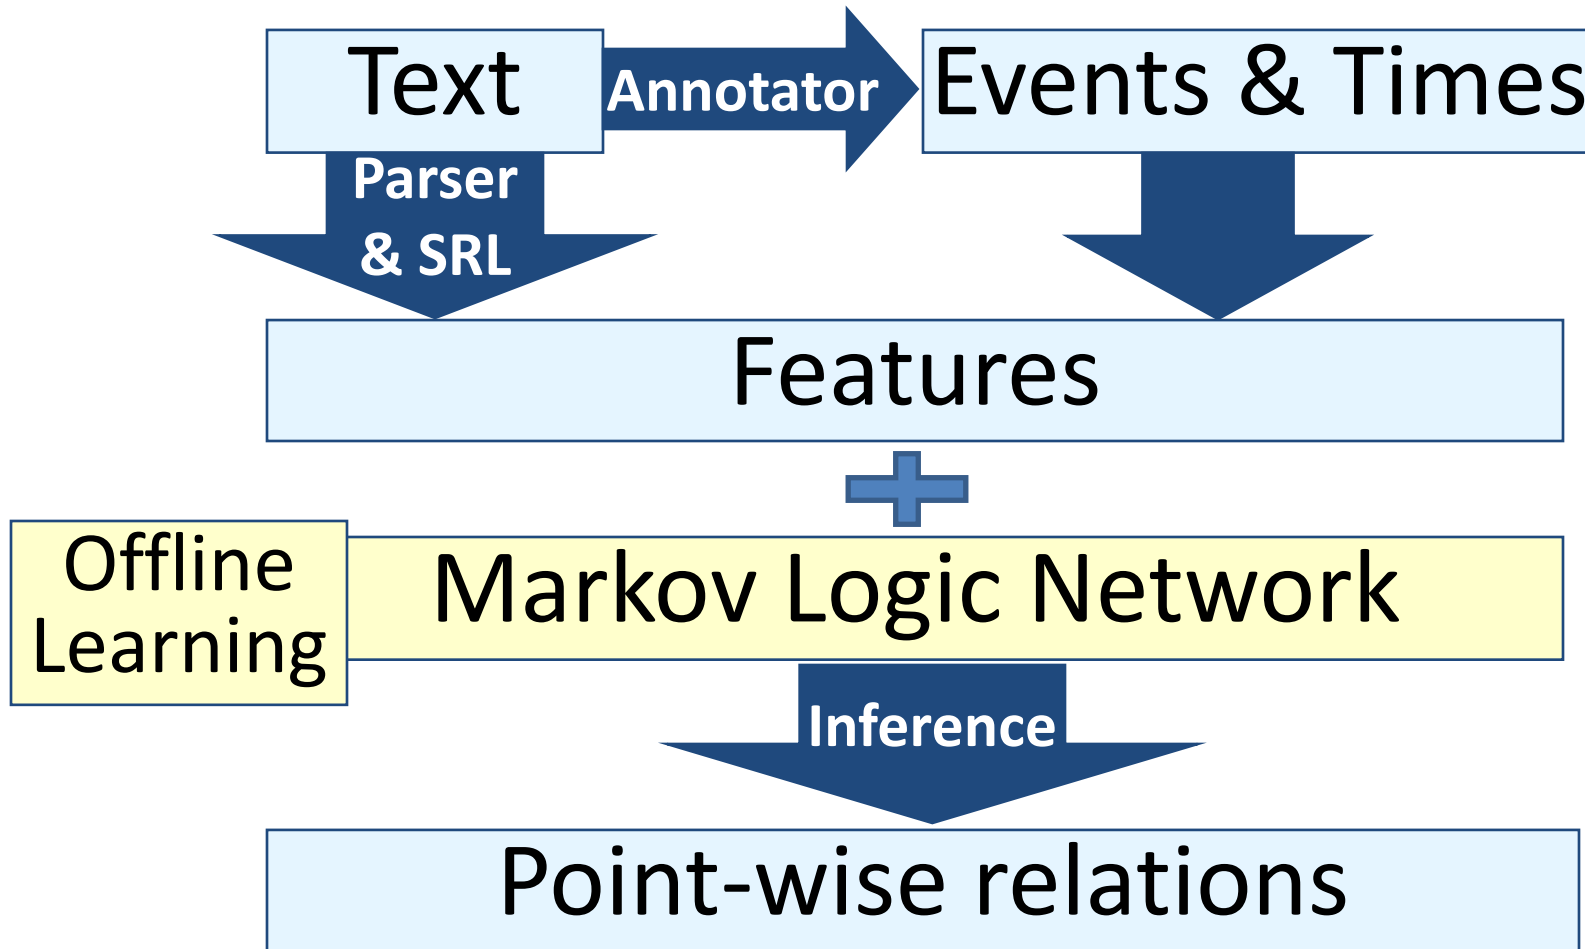 Text
Annotator
Events & Times
Parser
& SRL
Features
Offline
Learning
Markov Logic Network
Inference
Point-wise relations